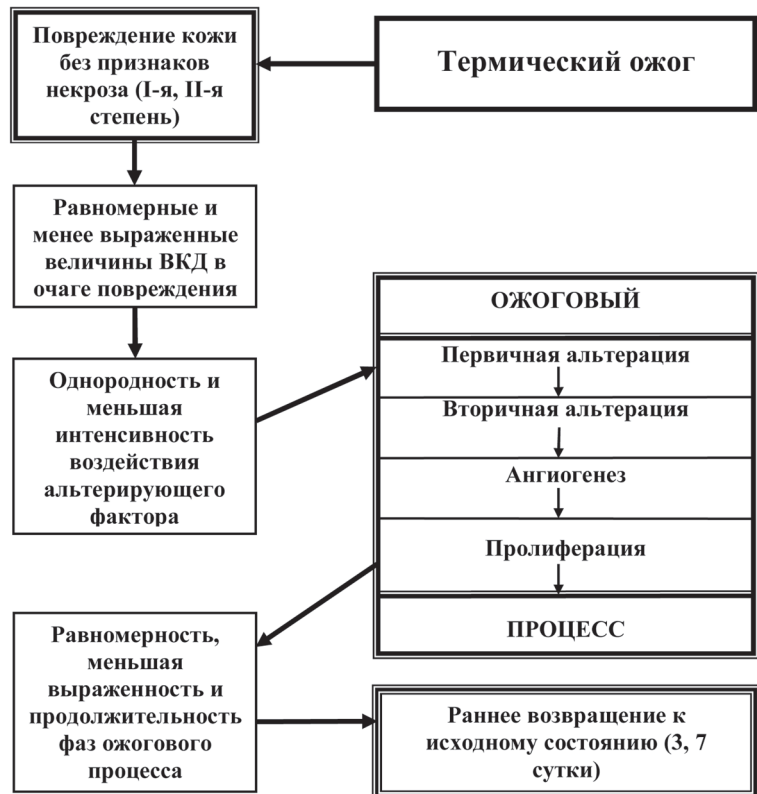 Повреждение кожи
без признаков
некроза (I-я, II-я
степень)
Термический ожог
Равномерные и
менее выраженные
величины ВКД в
очаге повреждения
Однородность и
меньшая
интенсивность
воздействия
альтерирующего
фактора
ОЖОГОВЫЙ
Первичная альтерация
Вторичная альтерация
Ангиогенез
Пролиферация
ПРОЦЕСС
Равномерность,
меньшая
выраженность и
продолжительность
фаз ожогового
процесса
Раннее возвращение к
исходному состоянию (3, 7
сутки)